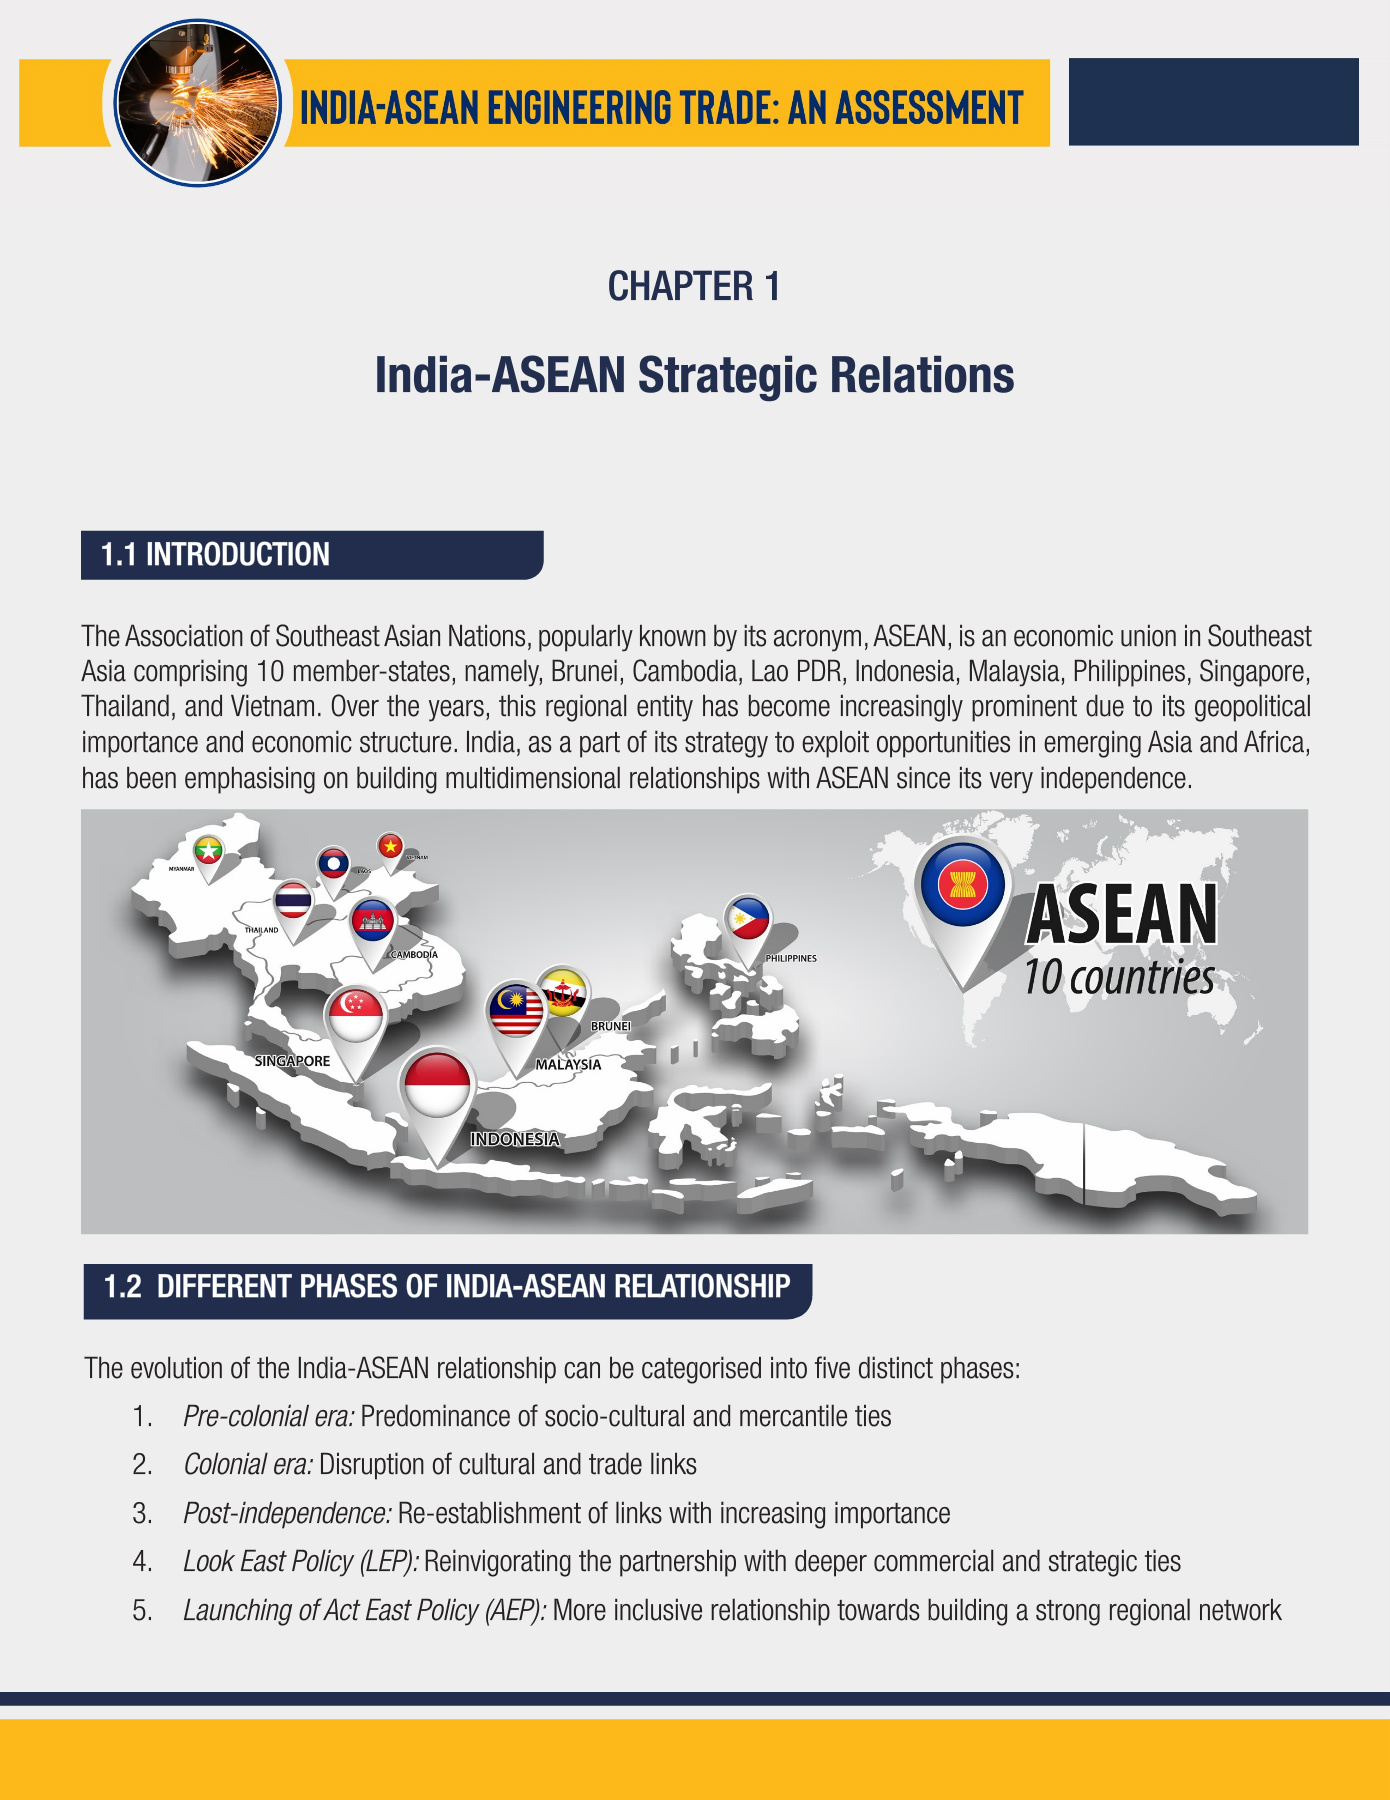 INDIA-ASEAN ENGINEERING TRADE: AN ASSESSMENT
CHAPTER 1
India-ASEAN Strategic Relations
1.1 INTRODUCTION
The Association of Southeast Asian Nations, popularly known by its acronym, ASEAN, is an economic union in Southeast
Asia comprising 10 member-states, namely, Brunei, Cambodia, Lao PDR, Indonesia, Malaysia, Philippines, Singapore,
Thailand, and Vietnam. Over the years, this regional entity has become increasingly prominent due to its geopolitical
importance and economic structure. India, as a part of its strategy to exploit opportunities in emerging Asia and Africa,
has been emphasising on building multidimensional relationships with ASEAN since its very independence.
MYANMAR
LAOS
VIETNAM
THAILAND
CAMBODIA
PHILIPPINES
ASEAN
10 countries
SINGAPORE
BRUNEI
MALAYSIA
INDONESIA
1.2 DIFFERENT PHASES OF INDIA-ASEAN RELATIONSHIP
The evolution of the India-ASEAN relationship can be categorised into five distinct phases:
1. Pre-colonial era: Predominance of socio-cultural and mercantile ties
2. Colonial era: Disruption of cultural and trade links
3. Post-independence: Re-establishment of links with increasing importance
4. Look East Policy (LEP): Reinvigorating the partnership with deeper commercial and strategic ties
5. Launching of Act East Policy (AEP): More inclusive relationship towards building a strong regional network